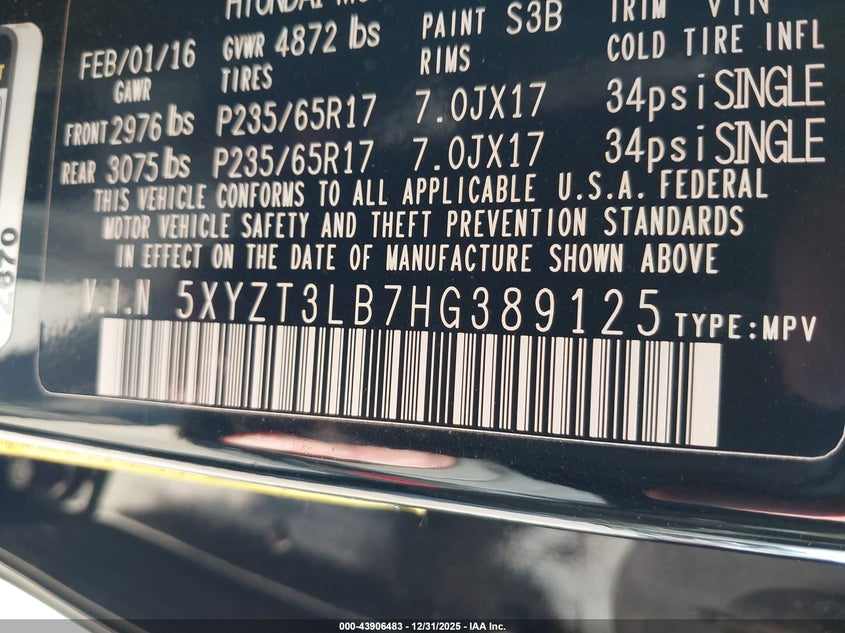 HYUNDAI
FEB/01/16 GVWR 4872 lbs PAINT S3B TRIM VIN
GAWR TIRES RIMS COLD TIRE INFL
FRONT 2976 lbs P235/65R17 7.0JX17 34psi SINGLE
REAR 3075 lbs P235/65R17 7.0JX17 34psi SINGLE
THIS VEHICLE CONFORMS TO ALL APPLICABLE U.S.A. FEDERAL
MOTOR VEHICLE SAFETY AND THEFT PREVENTION STANDARDS
IN EFFECT ON THE DATE OF MANUFACTURE SHOWN ABOVE
V.I.N 5XYZT3LB7HG389125 TYPE:MPV
000-43906483 - 12/31/2025 - IAA Inc.